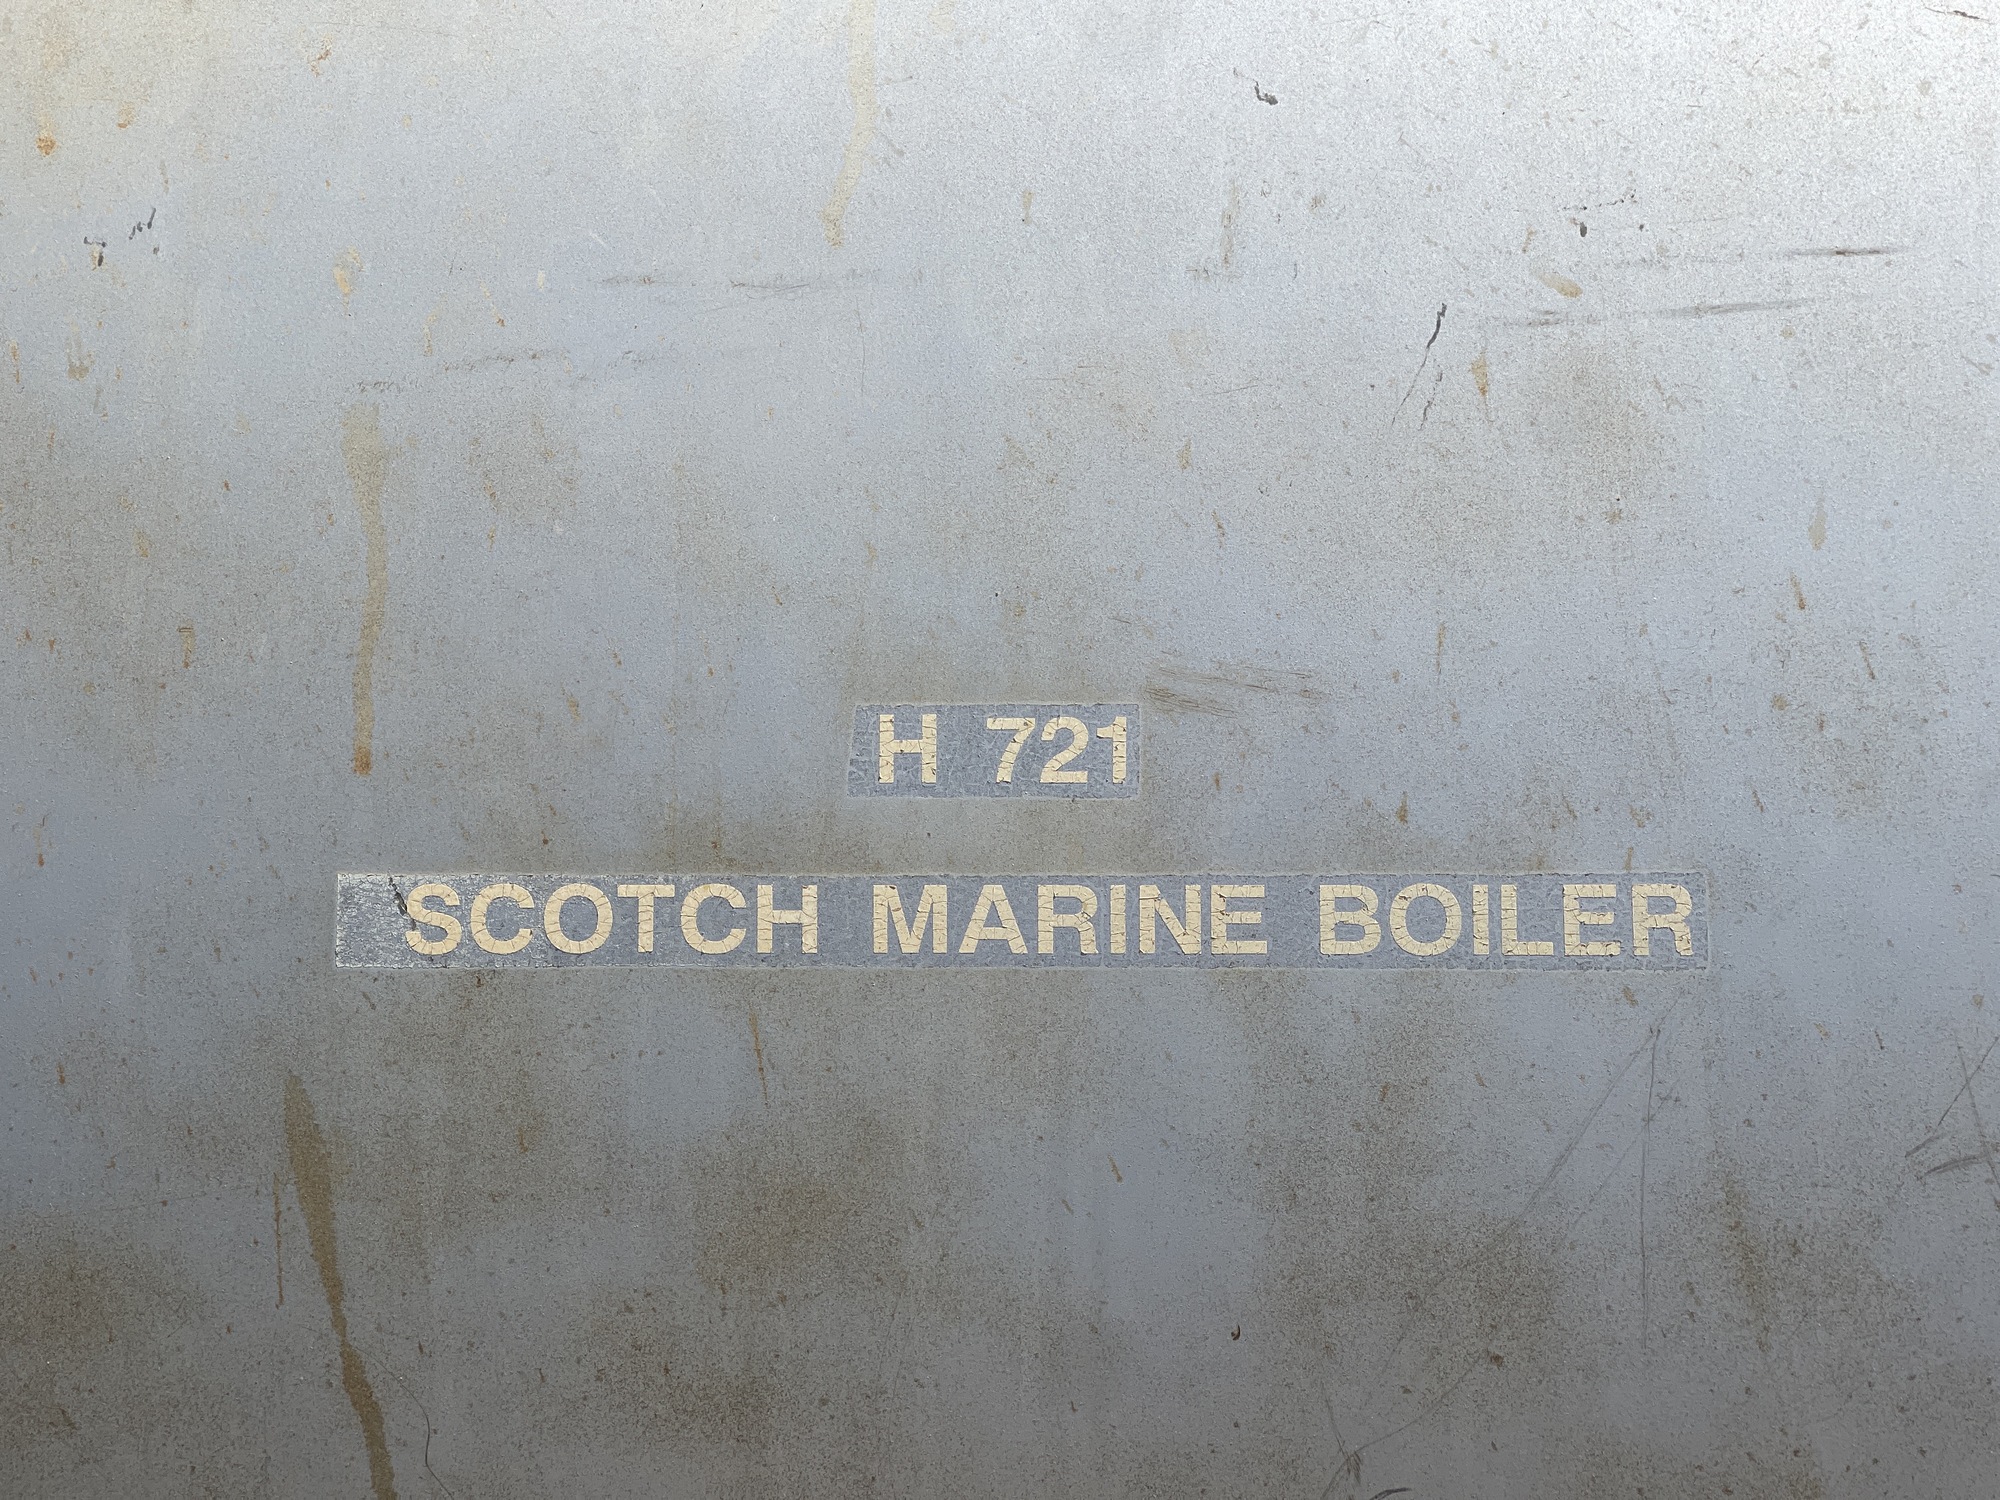 H 721
SCOTCH MARINE BOILER